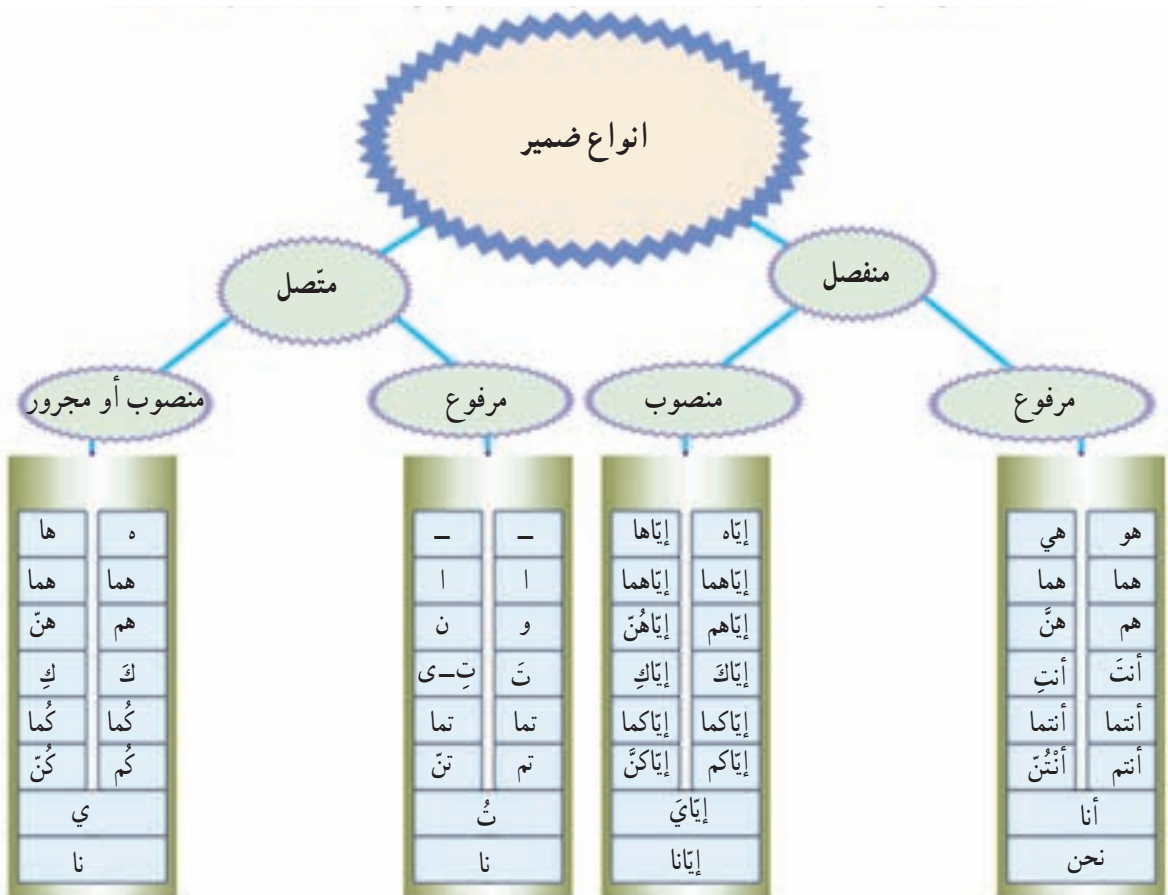 انواع ضمیر
منفصل
متّصل
مرفوع
منصوب
مرفوع
منصوب أو مجرور
هو هي
هما هما
هم هنَّ
أنتَ أنتِ
أنتما أنتما
أنتم أنْتُنّ
أنا
نحن
إيّاه إيّاها
إيّاهما إيّاهما
إيّاهم إيّاهُنّ
إيّاكَ إيّاكِ
إيّاكما إيّاكما
إيّاكم إيّاكنَّ
إيّايَ
إيّانا
– –
ا ا
و ن
تَ تِ–ی
تما تما
تم تنّ
تُ
نا
ه ها
هما هما
هم هنّ
كَ كِ
كُما كُما
كُم كُنّ
ي
نا